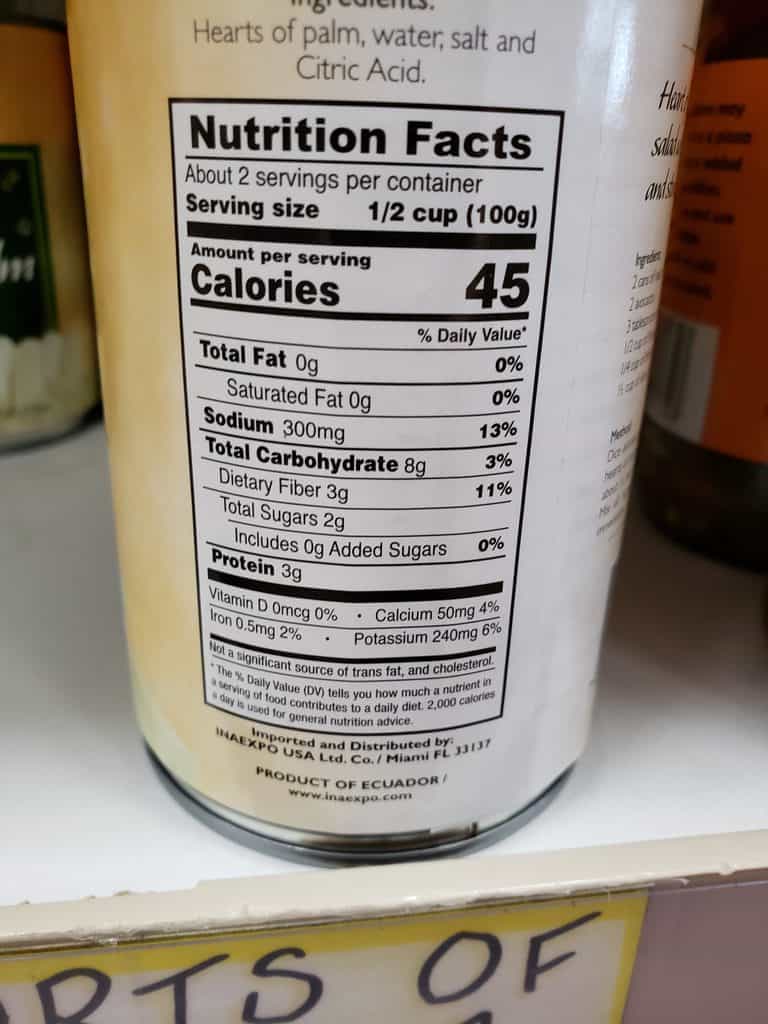 Ingredients:
Hearts of palm, water, salt and
Citric Acid.
Nutrition Facts
About 2 servings per container
Serving size 1/2 cup (100g)
Amount per serving
Calories 45
% Daily Value*
Total Fat 0g 0%
Saturated Fat 0g 0%
Sodium 300mg 13%
Total Carbohydrate 8g 3%
Dietary Fiber 3g 11%
Total Sugars 2g
Includes 0g Added Sugars 0%
Protein 3g
Vitamin D 0mcg 0% • Calcium 50mg 4%
Iron 0.5mg 2% • Potassium 240mg 6%
Not a significant source of trans fat, and cholesterol.
* The % Daily Value (DV) tells you how much a nutrient in
a serving of food contributes to a daily diet. 2,000 calories
a day is used for general nutrition advice.
Imported and Distributed by:
INAEXPO USA Ltd. Co. / Miami FL 33137
PRODUCT OF ECUADOR /
www.inaexpo.com
and
Method
OF